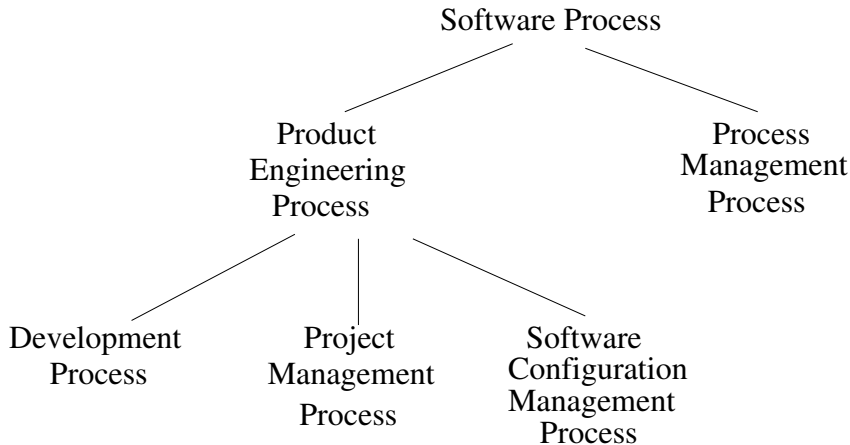 Software Process
Product
Engineering
Process
Process
Management
Process
Development
Process
Project
Management
Process
Software
Configuration
Management
Process